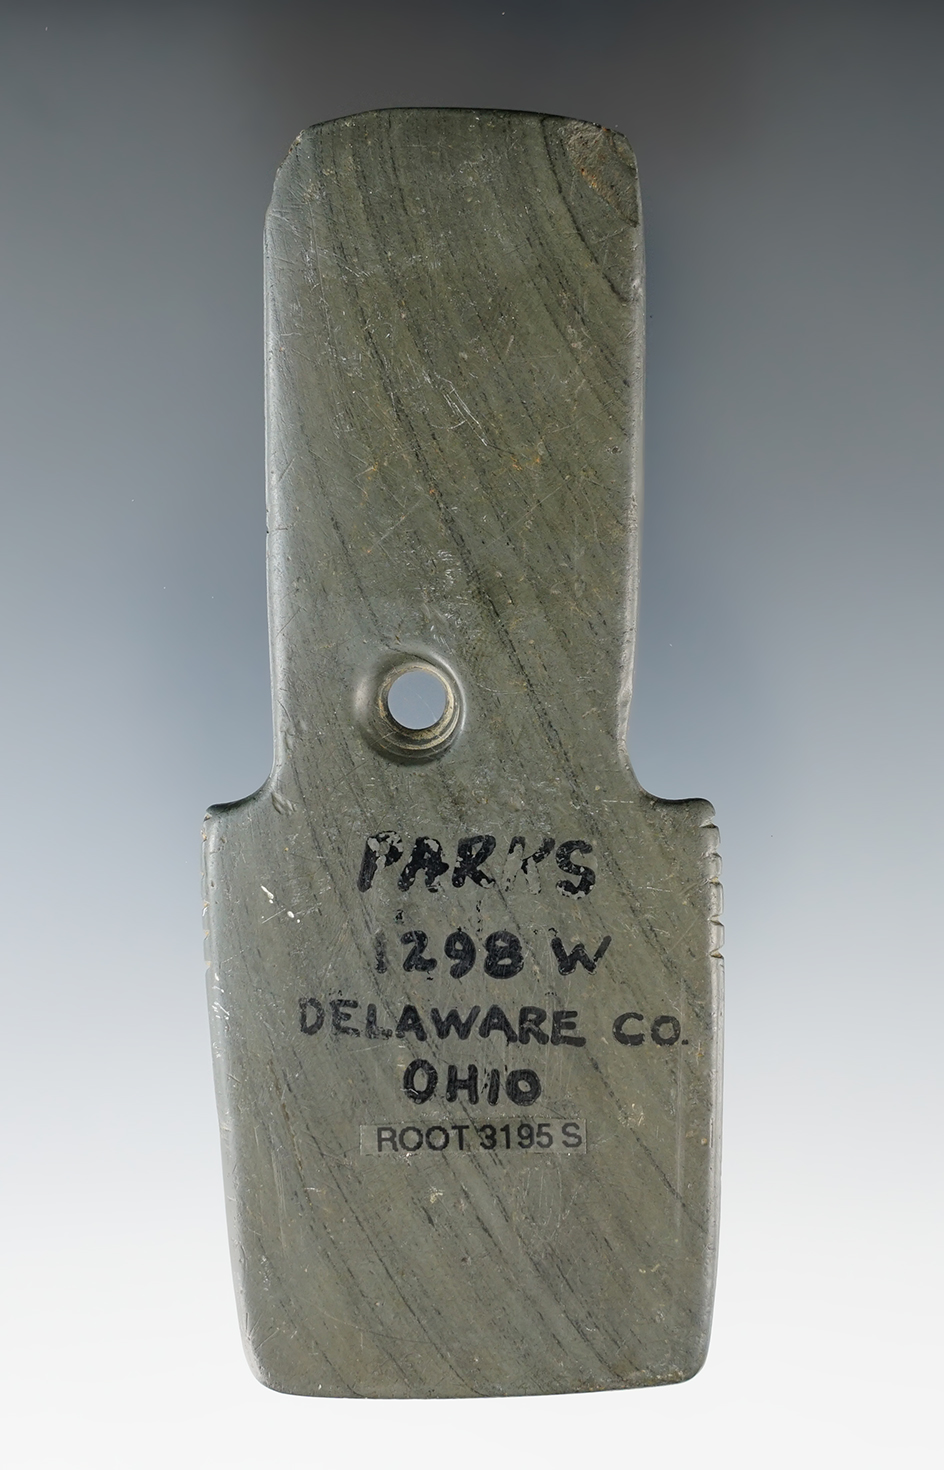 PARKS
1298 W
DELAWARE CO.
OHIO
ROOT 3195 S